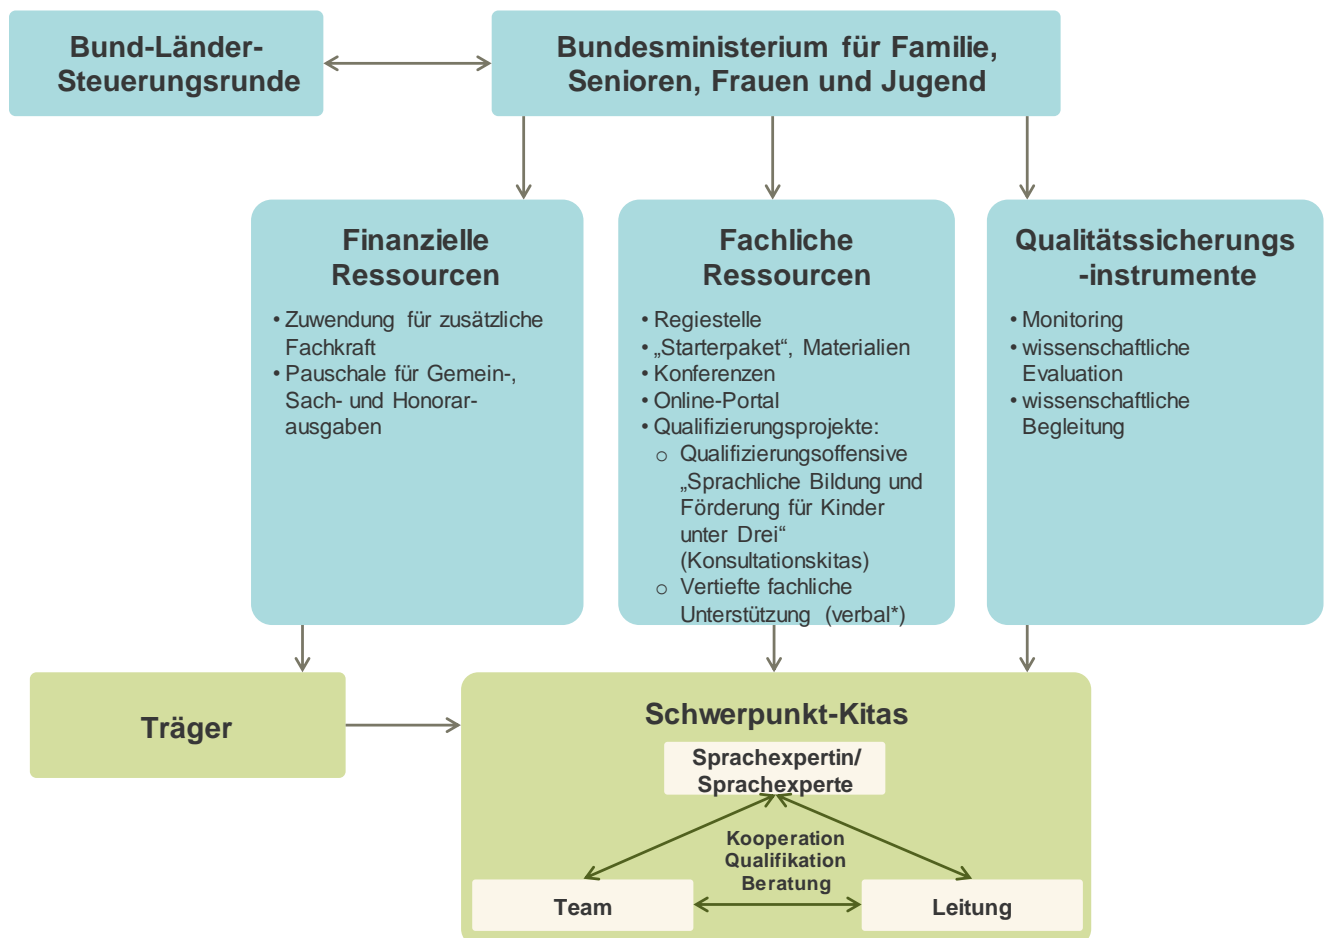 Bund-Länder-
Steuerungsrunde
Bundesministerium für Familie,
Senioren, Frauen und Jugend
Finanzielle
Ressourcen
• Zuwendung für zusätzliche
Fachkraft
• Pauschale für Gemein-,
Sach- und Honorar-
ausgaben
Fachliche
Ressourcen
• Regiestelle
• „Starterpaket“, Materialien
• Konferenzen
• Online-Portal
• Qualifizierungsprojekte:
o Qualifizierungsoffensive
„Sprachliche Bildung und
Förderung für Kinder
unter Drei“
(Konsultationskitas)
o Vertiefte fachliche
Unterstützung (verbal*)
Qualitätssicherungs
-instrumente
• Monitoring
• wissenschaftliche
Evaluation
• wissenschaftliche
Begleitung
Träger
Schwerpunkt-Kitas
Sprachexpertin/
Sprachexperte
Kooperation
Qualifikation
Beratung
Team
Leitung